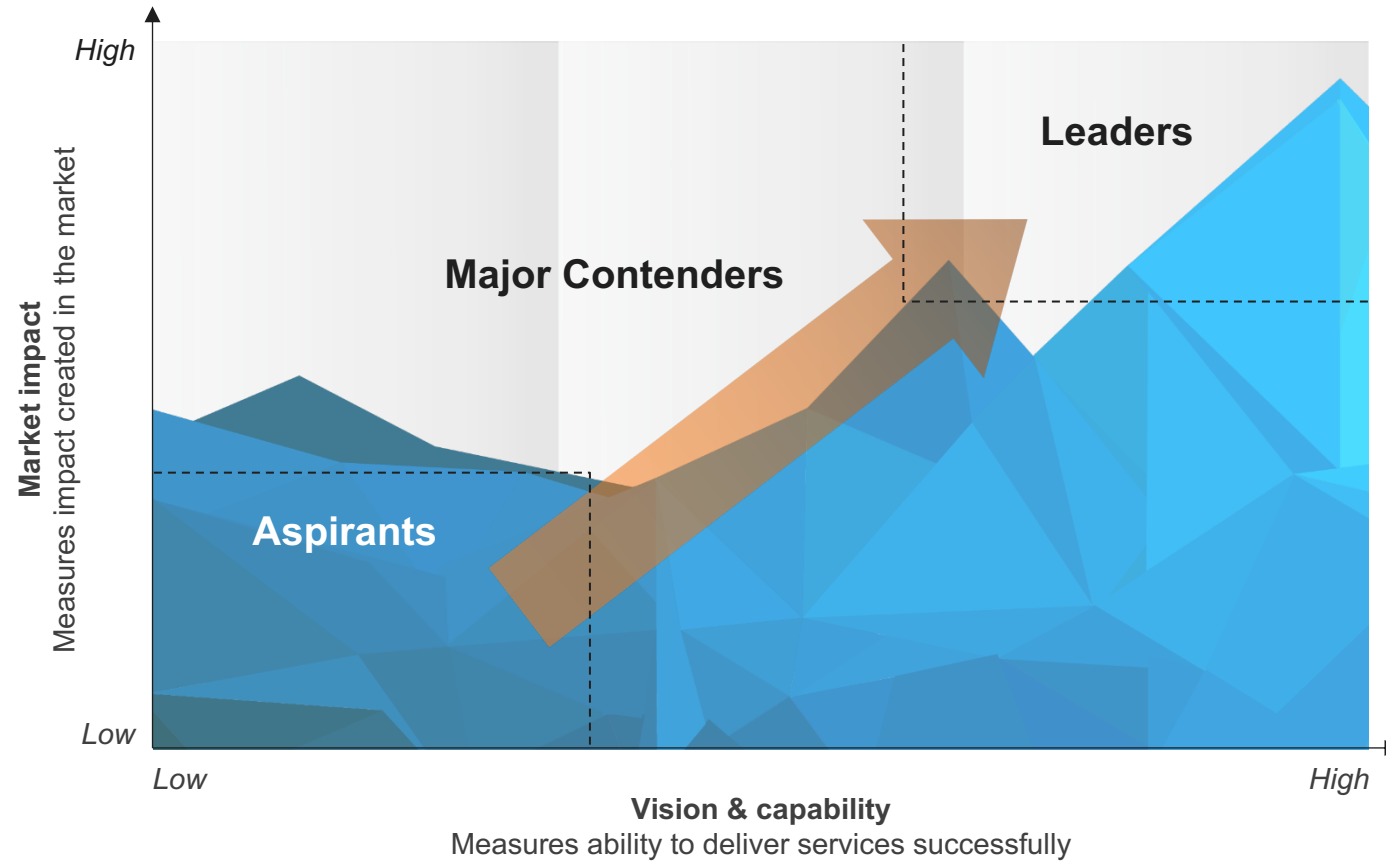 High
Leaders
Major Contenders
Market impact
Measures impact created in the market
Aspirants
Low
Low
High
Vision & capability
Measures ability to deliver services successfully